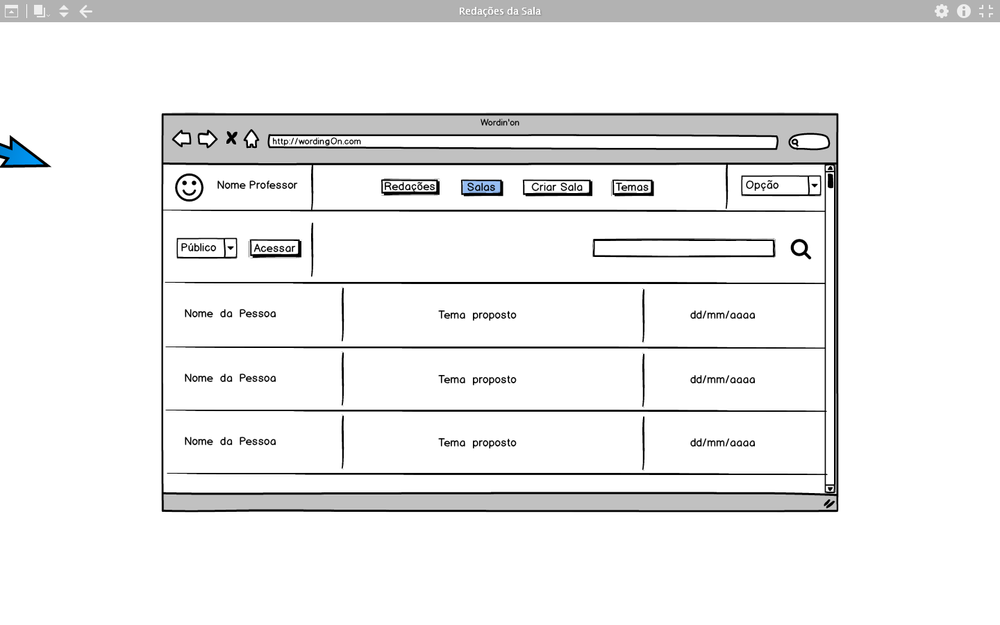 Redações da Sala
Wordin'on
http://wordingOn.com
Nome Professor
Redações
Salas
Criar Sala
Temas
Opção
Público
Acessar
Nome da Pessoa
Tema proposto
dd/mm/aaaa
Nome da Pessoa
Tema proposto
dd/mm/aaaa
Nome da Pessoa
Tema proposto
dd/mm/aaaa